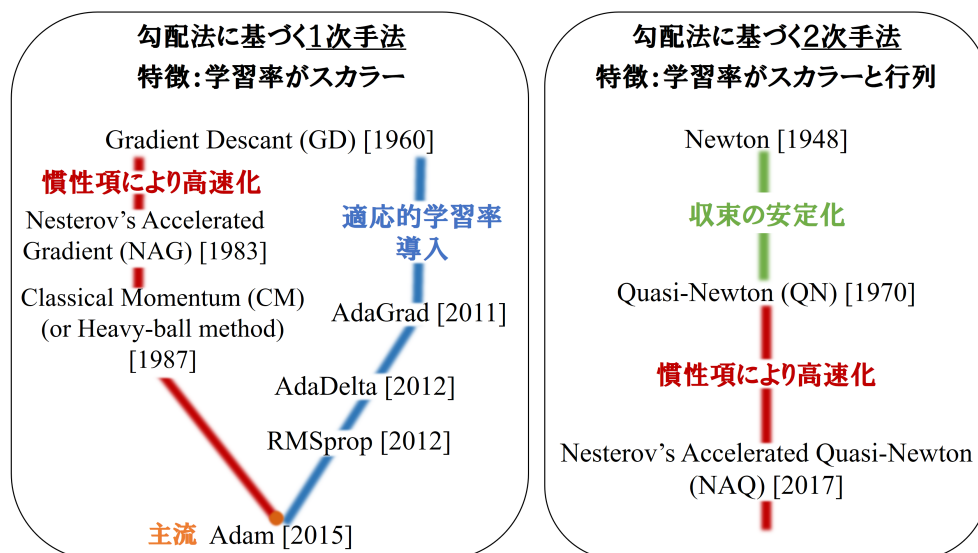 勾配法に基づく1次手法
特徴：学習率がスカラー
Gradient Descant (GD) [1960]
慣性項により高速化
Nesterov’s Accelerated
Gradient (NAG) [1983]
Classical Momentum (CM)
(or Heavy-ball method)
[1987]
適応的学習率
導入
AdaGrad [2011]
AdaDelta [2012]
RMSprop [2012]
主流 Adam [2015]
勾配法に基づく2次手法
特徴：学習率がスカラーと行列
Newton [1948]
収束の安定化
Quasi-Newton (QN) [1970]
慣性項により高速化
Nesterov’s Accelerated Quasi-Newton
(NAQ) [2017]